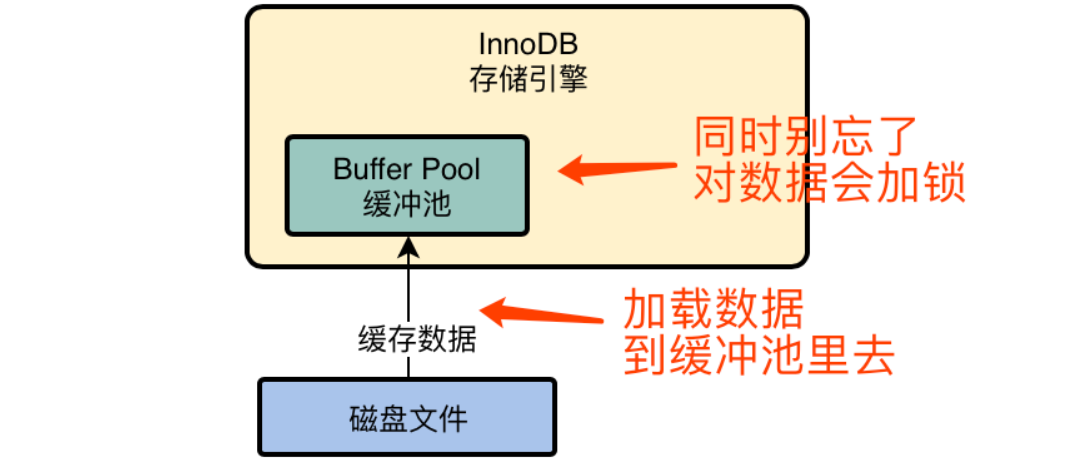 InnoDB
存储引擎
同时别忘了
对数据会加锁
Buffer Pool
缓冲池
加载数据
到缓冲池里去
缓存数据
磁盘文件